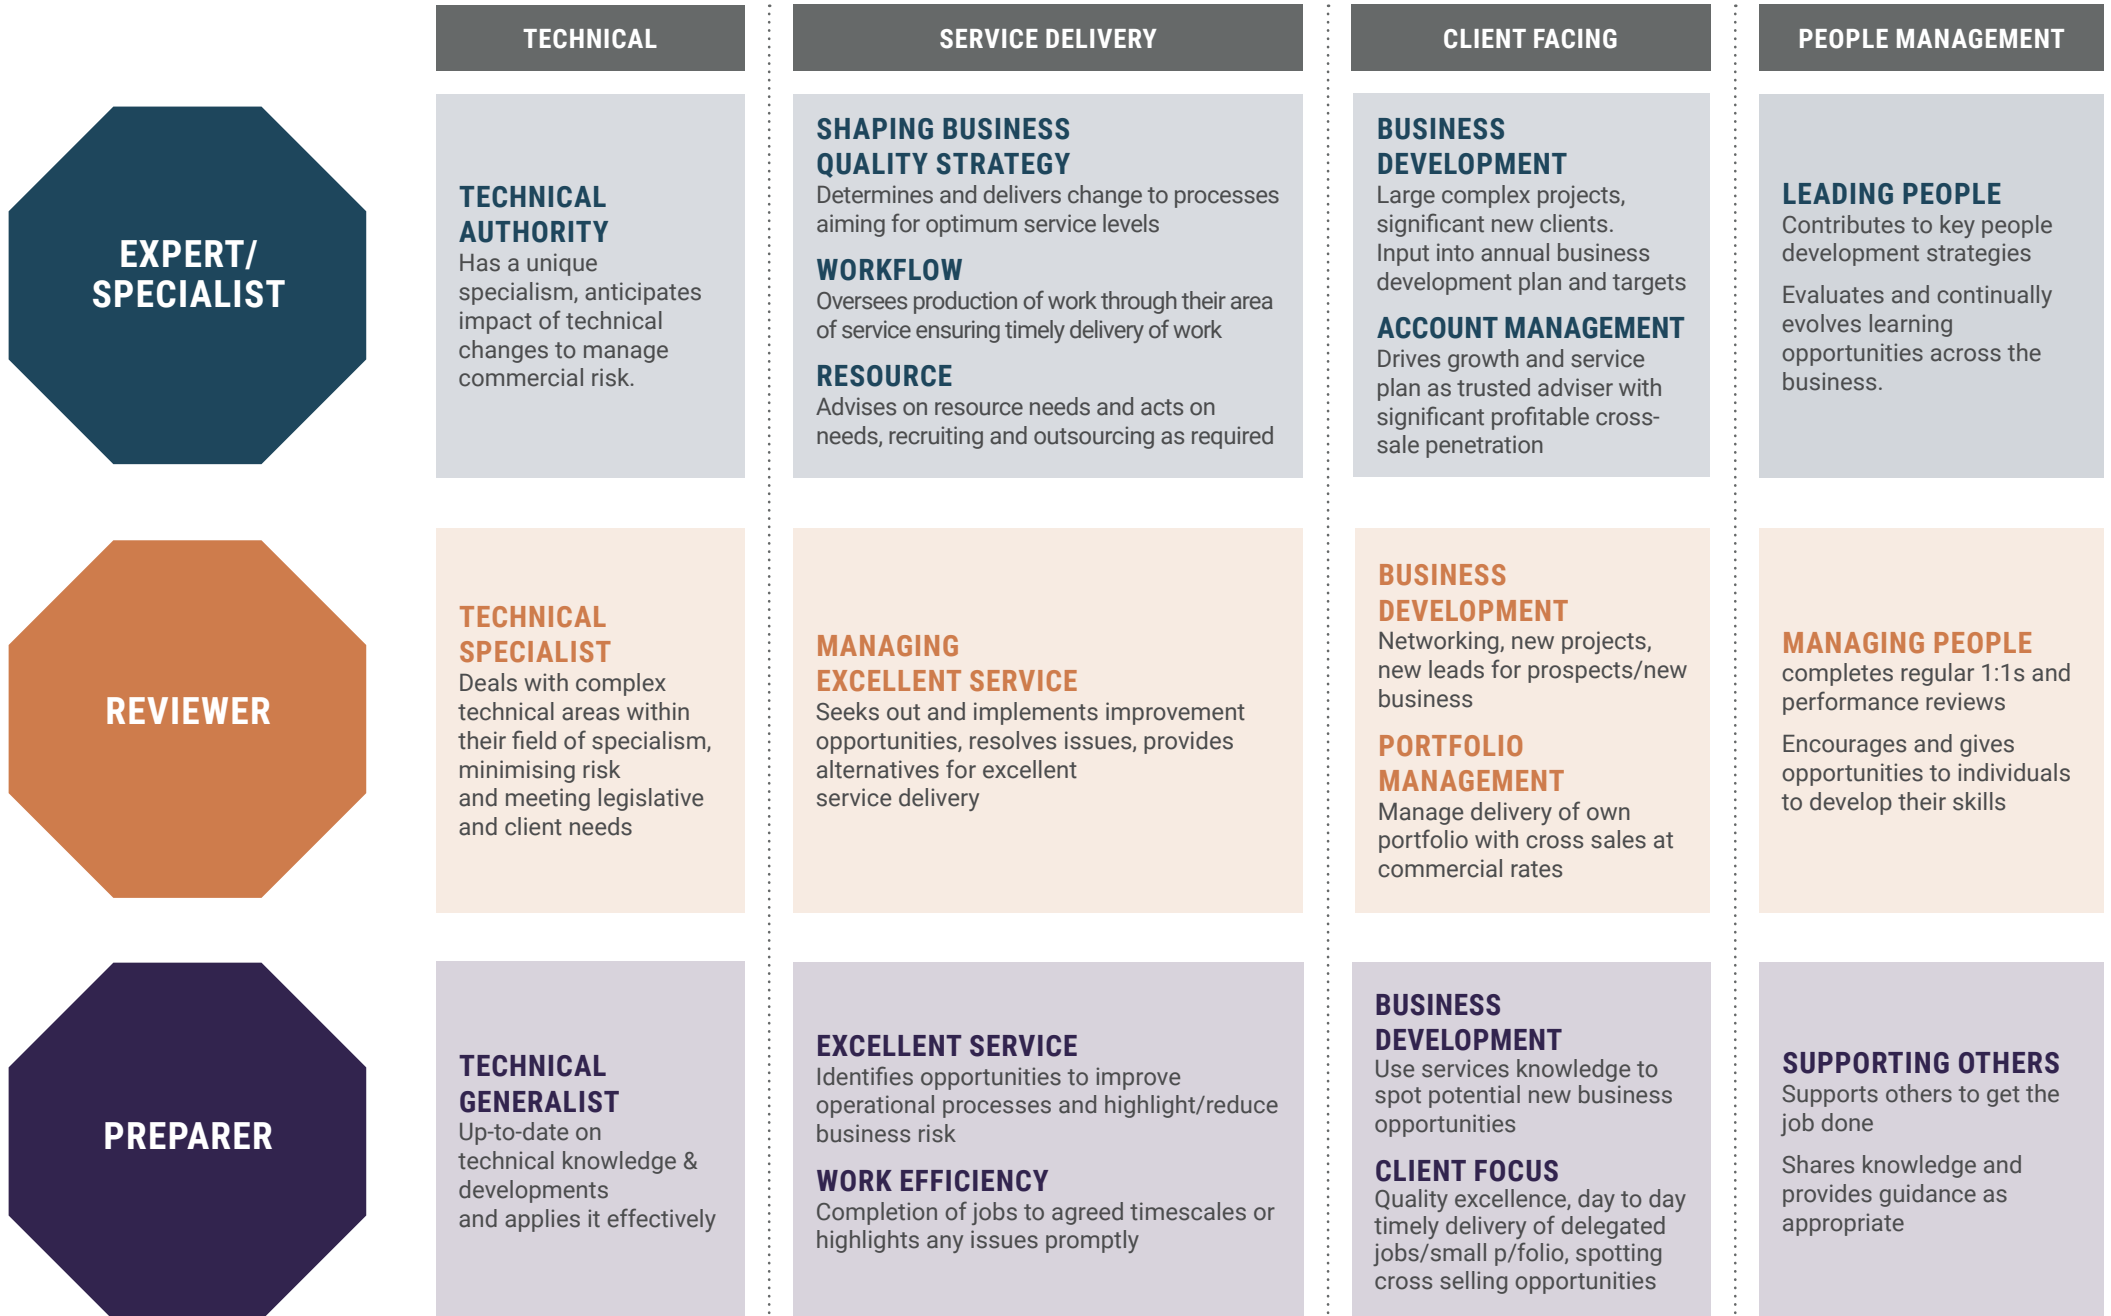 TECHNICAL
SERVICE DELIVERY
CLIENT FACING
PEOPLE MANAGEMENT
EXPERT/
SPECIALIST
TECHNICAL
AUTHORITY
Has a unique
specialism, anticipates
impact of technical
changes to manage
commercial risk.
SHAPING BUSINESS
QUALITY STRATEGY
Determines and delivers change to processes
aiming for optimum service levels
WORKFLOW
Oversees production of work through their area
of service ensuring timely delivery of work
RESOURCE
Advises on resource needs and acts on
needs, recruiting and outsourcing as required
BUSINESS
DEVELOPMENT
Large complex projects,
significant new clients.
Input into annual business
development plan and targets
ACCOUNT MANAGEMENT
Drives growth and service
plan as trusted adviser with
significant profitable cross-
sale penetration
LEADING PEOPLE
Contributes to key people
development strategies
Evaluates and continually
evolves learning
opportunities across the
business.
REVIEWER
TECHNICAL
SPECIALIST
Deals with complex
technical areas within
their field of specialism,
minimising risk
and meeting legislative
and client needs
MANAGING
EXCELLENT SERVICE
Seeks out and implements improvement
opportunities, resolves issues, provides
alternatives for excellent
service delivery
BUSINESS
DEVELOPMENT
Networking, new projects,
new leads for prospects/new
business
PORTFOLIO
MANAGEMENT
Manage delivery of own
portfolio with cross sales at
commercial rates
MANAGING PEOPLE
completes regular 1:1s and
performance reviews
Encourages and gives
opportunities to individuals
to develop their skills
PREPARER
TECHNICAL
GENERALIST
Up-to-date on
technical knowledge &
developments
and applies it effectively
EXCELLENT SERVICE
Identifies opportunities to improve
operational processes and highlight/reduce
business risk
WORK EFFICIENCY
Completion of jobs to agreed timescales or
highlights any issues promptly
BUSINESS
DEVELOPMENT
Use services knowledge to
spot potential new business
opportunities
CLIENT FOCUS
Quality excellence, day to day
timely delivery of delegated
jobs/small p/folio, spotting
cross selling opportunities
SUPPORTING OTHERS
Supports others to get the
job done
Shares knowledge and
provides guidance as
appropriate